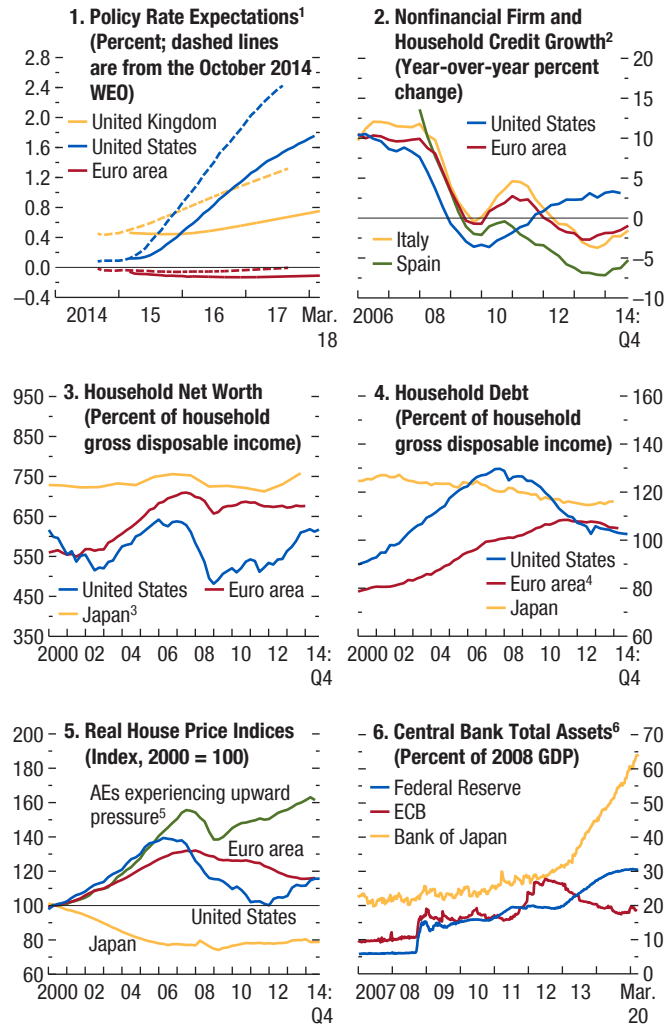 1. Policy Rate Expectations1
(Percent; dashed lines
are from the October 2014
WEO)
2.8
2.4
2.0
1.6
1.2
0.8
0.4
0.0
–0.4
United Kingdom
United States
Euro area
2014 15 16 17 Mar.
18
2. Nonfinancial Firm and
Household Credit Growth2
(Year-over-year percent
change)
20
15
10
5
0
–5
–10
United States
Euro area
Italy
Spain
2006 08 10 12 14:
Q4
3. Household Net Worth
(Percent of household
gross disposable income)
950
850
750
650
550
450
350
United States Euro area
Japan3
2000 02 04 06 08 10 12 14:
Q4
4. Household Debt
(Percent of household
gross disposable income)
160
140
120
100
80
60
United States
Euro area4
Japan
2000 02 04 06 08 10 12 14:
Q4
5. Real House Price Indices
(Index, 2000 = 100)
200
180
160
140
120
100
80
60
AEs experiencing upward
pressure5
Euro area
United States
Japan
2000 02 04 06 08 10 12 14:
Q4
6. Central Bank Total Assets6
(Percent of 2008 GDP)
70
60
50
40
30
20
10
0
Federal Reserve
ECB
Bank of Japan
2007 08 09 10 11 12 13 Mar.
20